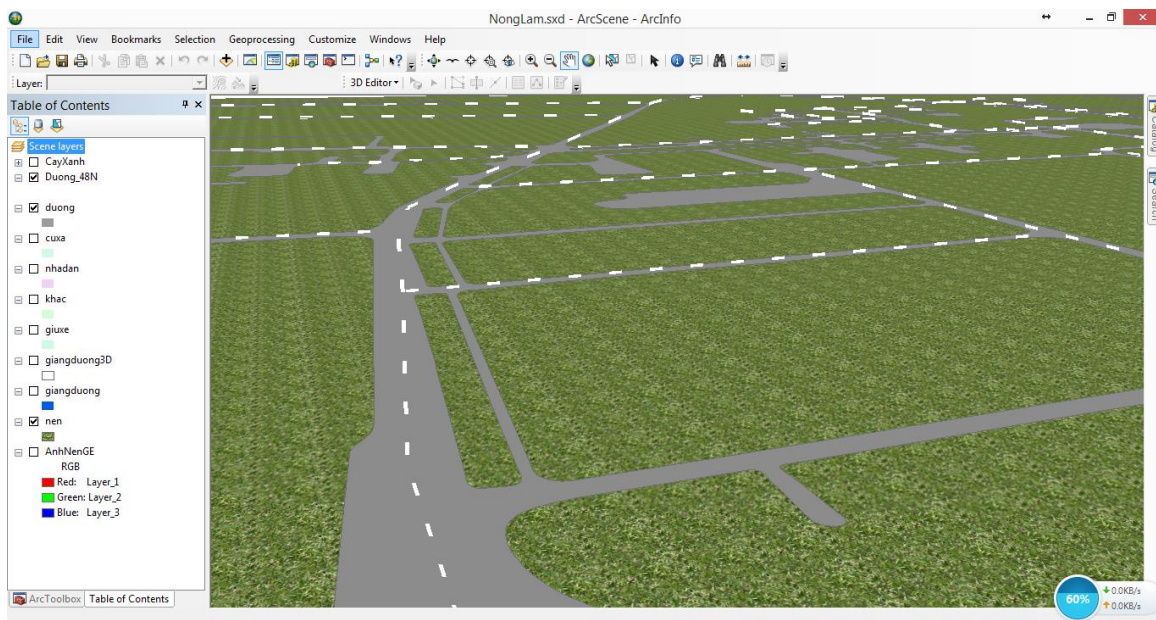 NongLam.sxd - ArcScene - ArcInfo
File Edit View Bookmarks Selection Geoprocessing Customize Windows Help
Layer:
3D Editor
Table of Contents
Scene layers
CayXanh
Duong_48N
duong
cuxa
nhadan
khac
giuxe
giangduong3D
giangduong
nen
AnhNenGE
RGB
Red: Layer_1
Green: Layer_2
Blue: Layer_3
ArcToolbox Table of Contents
Catalog
Search
60%
0.0KB/s
0.0KB/s